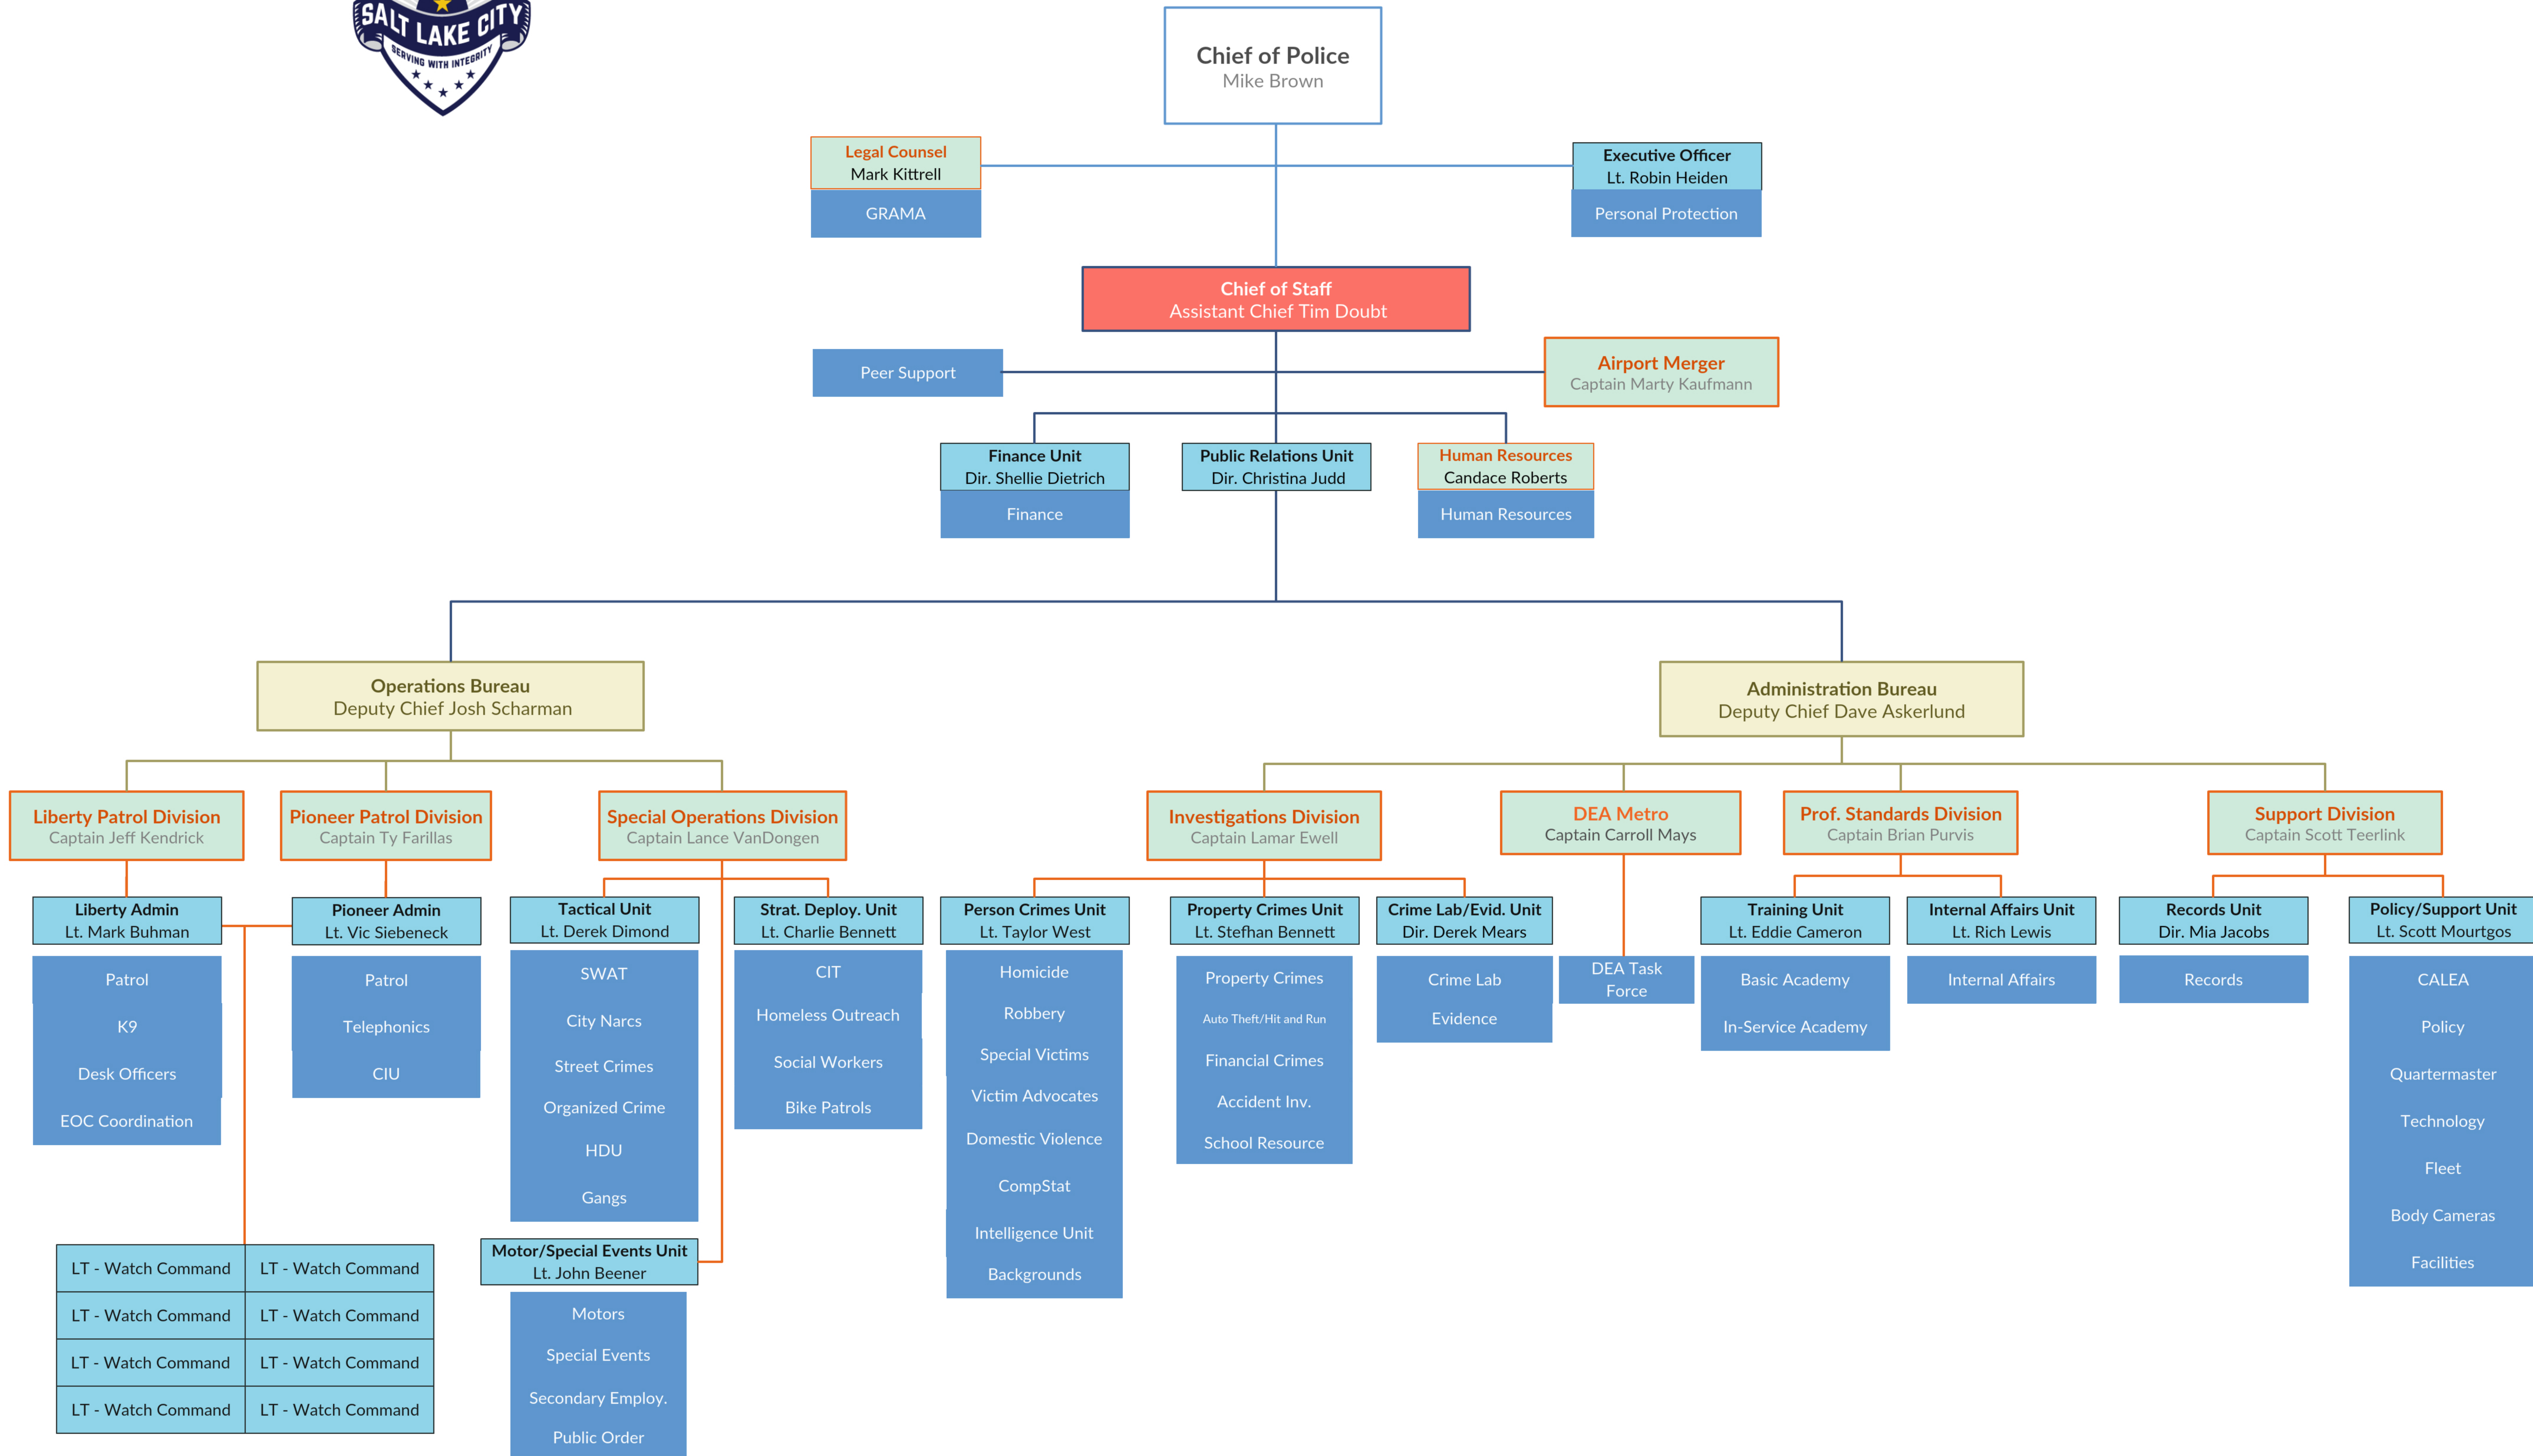 SALT LAKE CITY
SERVING WITH INTEGRITY
Chief of Police
Mike Brown
Legal Counsel
Mark Kittrell
GRAMA
Executive Officer
Lt. Robin Heiden
Personal Protection
Chief of Staff
Assistant Chief Tim Doubt
Peer Support
Airport Merger
Captain Marty Kaufmann
Finance Unit
Dir. Shellie Dietrich
Finance
Public Relations Unit
Dir. Christina Judd
Human Resources
Candace Roberts
Human Resources
Operations Bureau
Deputy Chief Josh Scharman
Administration Bureau
Deputy Chief Dave Askerlund
Liberty Patrol Division
Captain Jeff Kendrick
Pioneer Patrol Division
Captain Ty Farillas
Special Operations Division
Captain Lance VanDongen
Investigations Division
Captain Lamar Ewell
DEA Metro
Captain Carroll Mays
Prof. Standards Division
Captain Brian Purvis
Support Division
Captain Scott Teerlink
Liberty Admin
Lt. Mark Buhman
Patrol
K9
Desk Officers
EOC Coordination
Pioneer Admin
Lt. Vic Siebeneck
Patrol
Telephonics
CIU
LT - Watch Command
LT - Watch Command
LT - Watch Command
LT - Watch Command
LT - Watch Command
LT - Watch Command
LT - Watch Command
LT - Watch Command
Tactical Unit
Lt. Derek Dimond
SWAT
City Narcs
Street Crimes
Organized Crime
HDU
Gangs
Motor/Special Events Unit
Lt. John Beener
Motors
Special Events
Secondary Employ.
Public Order
Strat. Deploy. Unit
Lt. Charlie Bennett
CIT
Homeless Outreach
Social Workers
Bike Patrols
Person Crimes Unit
Lt. Taylor West
Homicide
Robbery
Special Victims
Victim Advocates
Domestic Violence
CompStat
Intelligence Unit
Backgrounds
Property Crimes Unit
Lt. Stefhan Bennett
Property Crimes
Auto Theft/Hit and Run
Financial Crimes
Accident Inv.
School Resource
Crime Lab/Evid. Unit
Dir. Derek Mears
Crime Lab
Evidence
DEA Task
Force
Training Unit
Lt. Eddie Cameron
Basic Academy
In-Service Academy
Internal Affairs Unit
Lt. Rich Lewis
Internal Affairs
Records Unit
Dir. Mia Jacobs
Records
Policy/Support Unit
Lt. Scott Mourtgos
CALEA
Policy
Quartermaster
Technology
Fleet
Body Cameras
Facilities